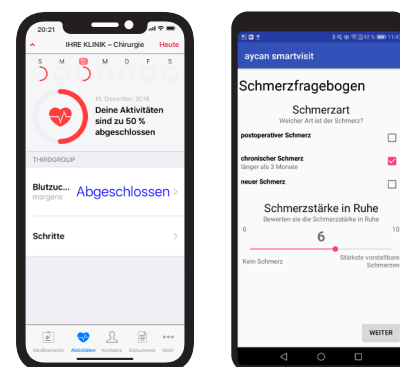 20:21
IHRE KLINIK – Chirurgie
Heute
S M D M D F S
13. Dezember 2018
Deine Aktivitäten
sind zu 50 %
abgeschlossen
THIRDGROUP
Blutzuc...
morgens
Abgeschlossen
Schritte
Medikamente
Aktivitäten
Kontakte
Dokumente
Mehr
aycan smartvisit
Schmerzfragebogen
Schmerzart
Welcher Art ist der Schmerz?
postoperativer Schmerz
chronischer Schmerz
länger als 3 Monate
neuer Schmerz
Schmerzstärke in Ruhe
Bewerten sie die Schmerzstärke in Ruhe
0
6
10
Kein Schmerz
Stärkste vorstellbare
Schmerzen
WEITER